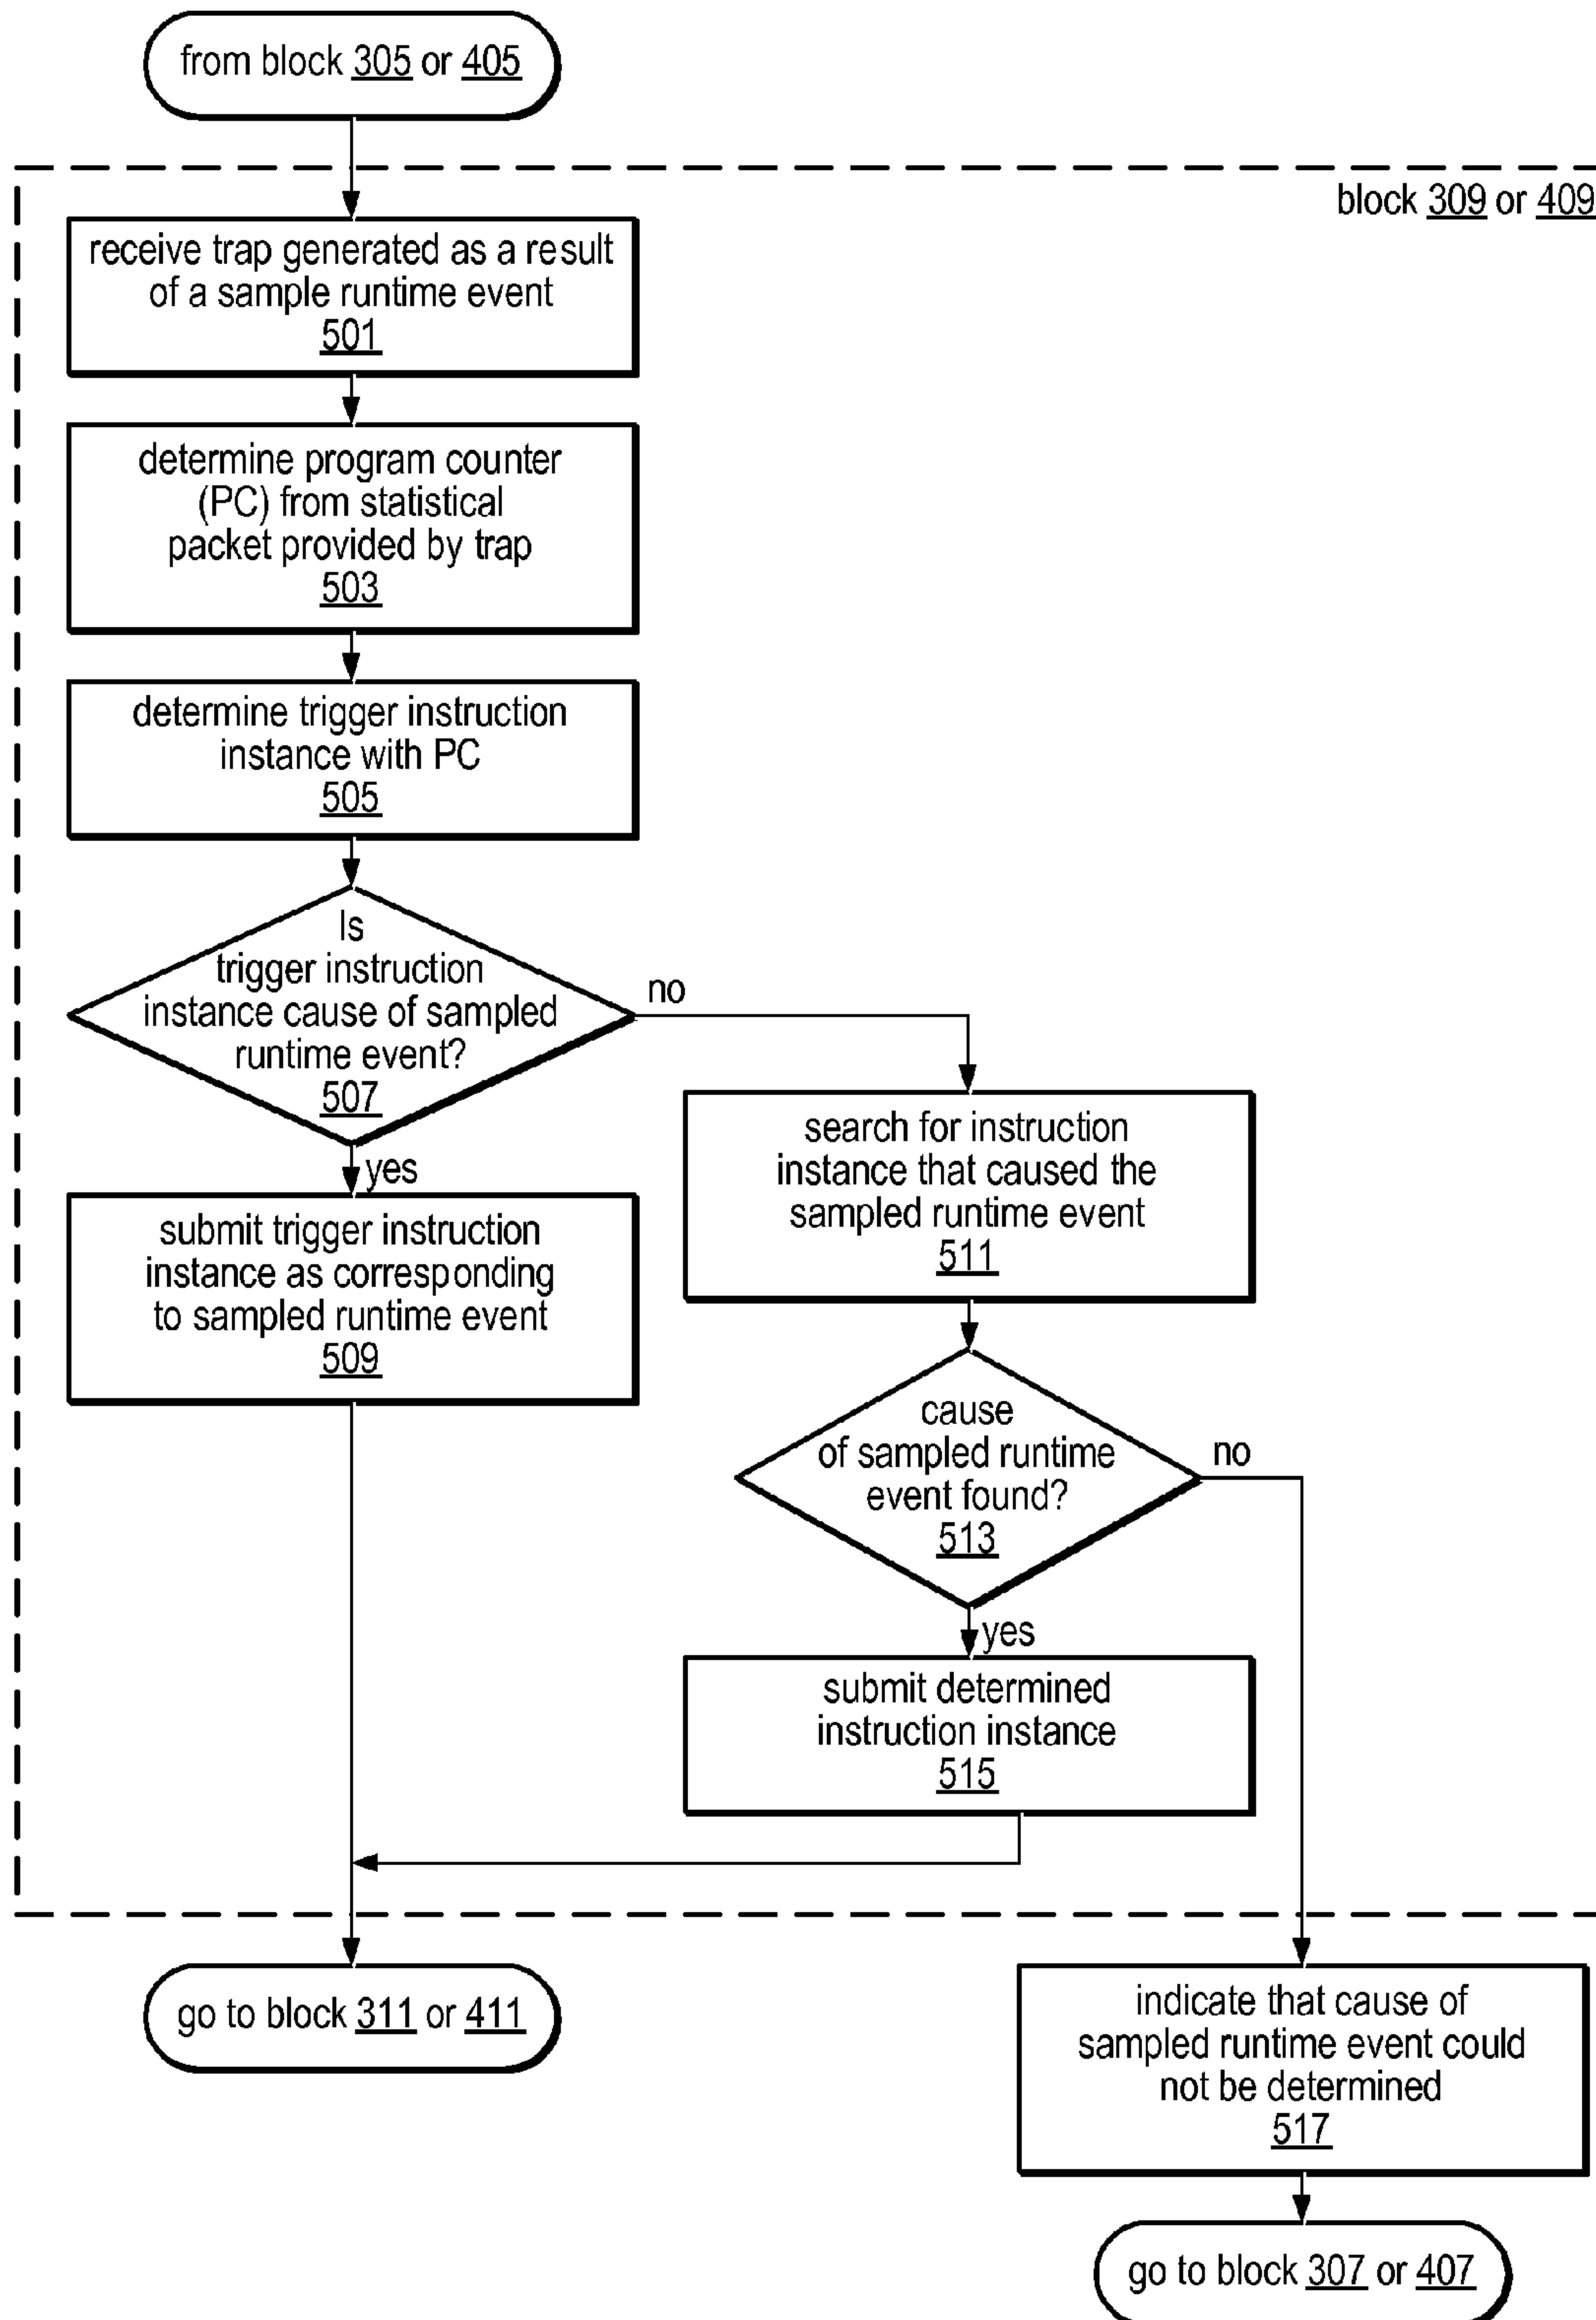 from block 305 or 405
block 309 or 409
receive trap generated as a result
of a sample runtime event
501
determine program counter
(PC) from statistical
packet provided by trap
503
determine trigger instruction
instance with PC
505
Is
trigger instruction
instance cause of sampled
runtime event?
507
no
yes
search for instruction
instance that caused the
sampled runtime event
511
submit trigger instruction
instance as corresponding
to sampled runtime event
509
cause
of sampled runtime
event found?
513
no
yes
submit determined
instruction instance
515
go to block 311 or 411
indicate that cause of
sampled runtime event could
not be determined
517
go to block 307 or 407